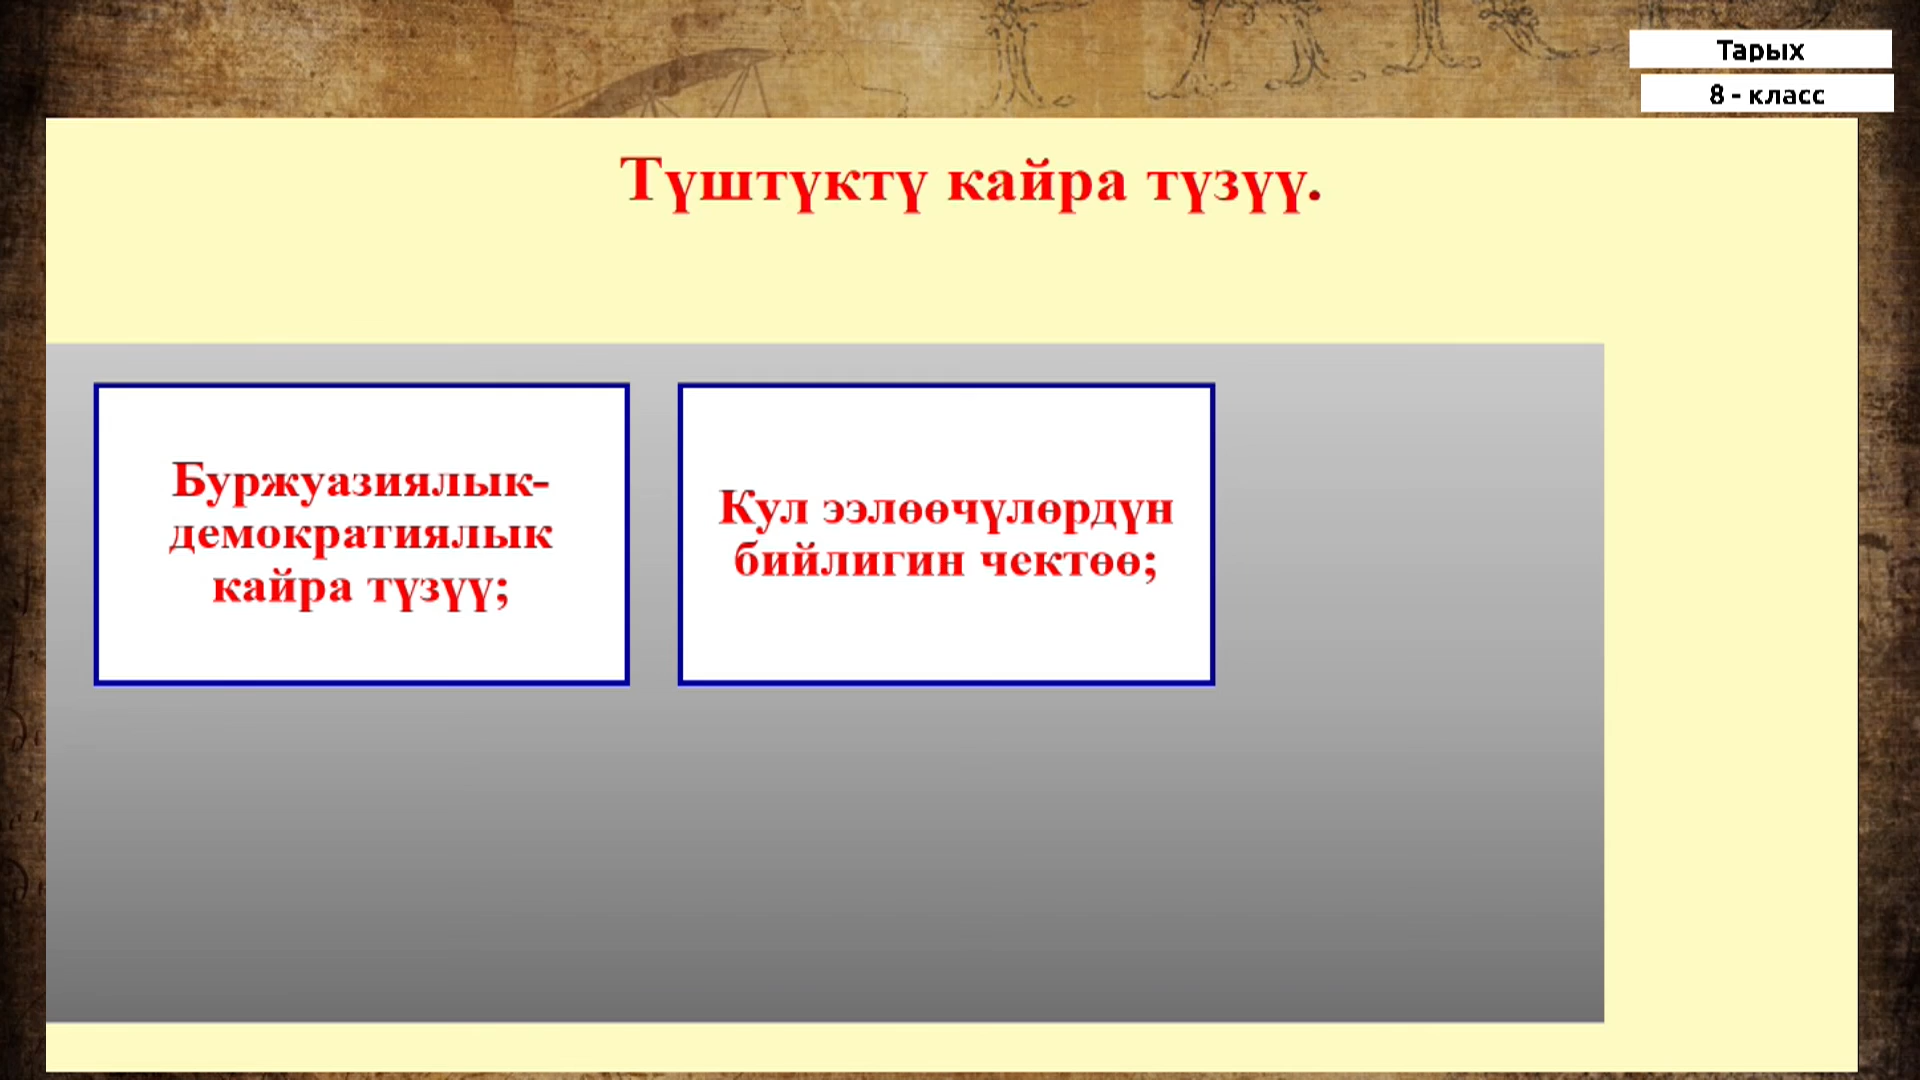 Тарых
8 - класс
Түштүктү кайра түзүү.
Буржуазиялык-
демократиялык
кайра түзүү;
Кул ээлөөчүлөрдүн
бийлигин чектөө;